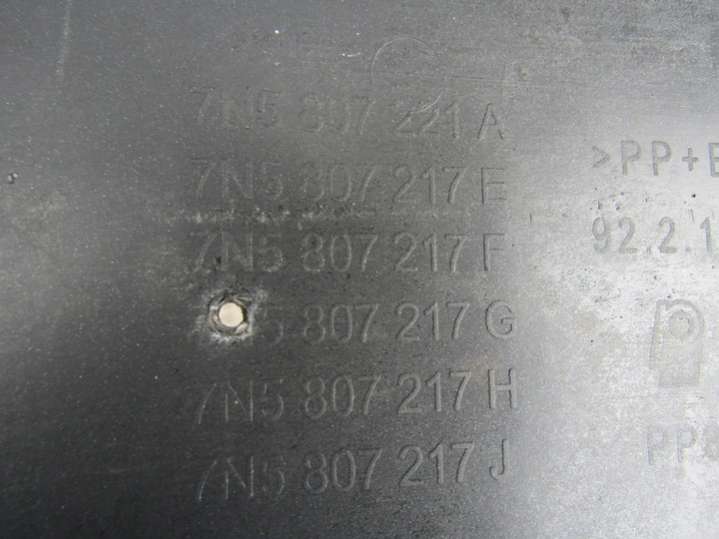 7N5 807 221 A
7N5 807 217 E
>PP+E
7N5 807 217 F
92.2.1
5 807 217 G
7N5 807 217 H
7N5 807 217 J
PP8